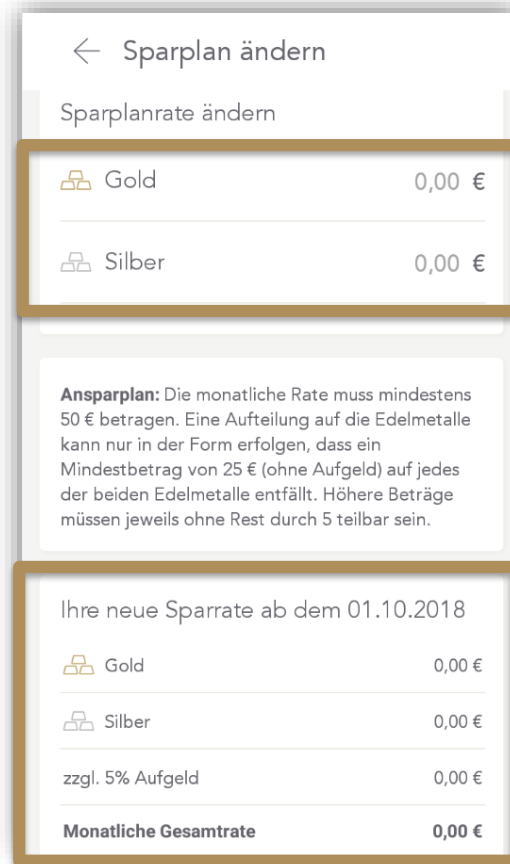 ← Sparplan ändern
Sparplanrate ändern
Gold 0,00 €
Silber 0,00 €
Ansparplan: Die monatliche Rate muss mindestens
50 € betragen. Eine Aufteilung auf die Edelmetalle
kann nur in der Form erfolgen, dass ein
Mindestbetrag von 25 € (ohne Aufgeld) auf jedes
der beiden Edelmetalle entfällt. Höhere Beträge
müssen jeweils ohne Rest durch 5 teilbar sein.
Ihre neue Sparrate ab dem 01.10.2018
Gold 0,00 €
Silber 0,00 €
zzgl. 5% Aufgeld 0,00 €
Monatliche Gesamtrate 0,00 €